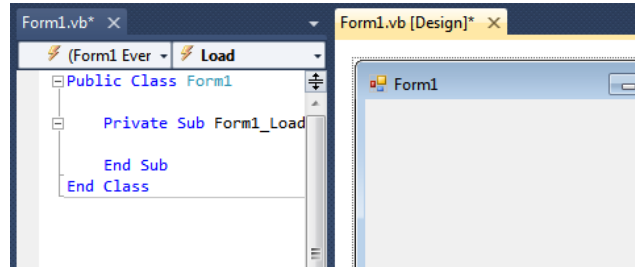 Form1.vb*
(Form1 Ever
Load
Public Class Form1
Private Sub Form1_Load
End Sub
End Class
Form1.vb [Design]*
Form1